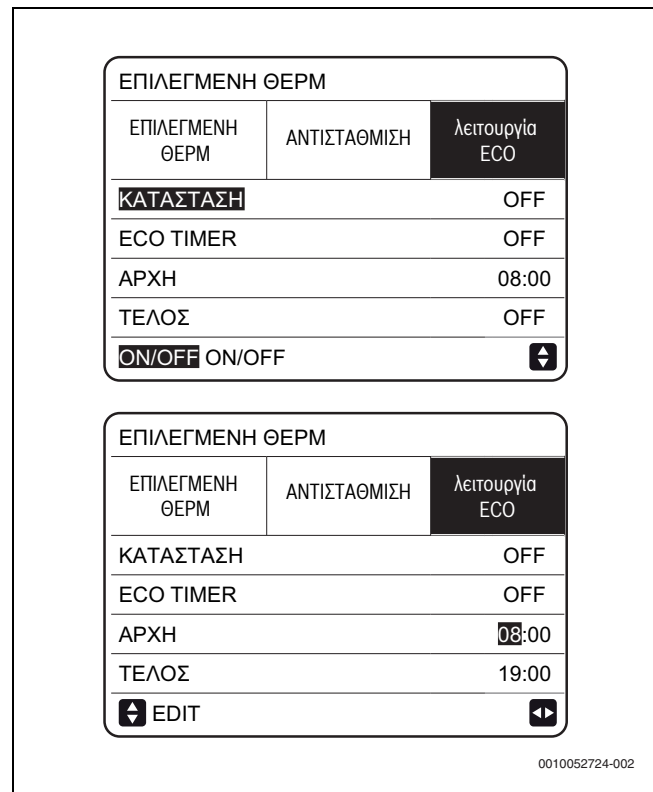 ΕΠΙΛΕΓΜΕΝΗ ΘΕΡΜ
ΕΠΙΛΕΓΜΕΝΗ ΘΕΡΜ ΑΝΤΙΣΤΑΘΜΙΣΗ λειτουργία ECO
ΚΑΤΑΣΤΑΣΗ OFF
ECO TIMER OFF
ΑΡΧΗ 08:00
ΤΕΛΟΣ OFF
ON/OFF ON/OFF
ΕΠΙΛΕΓΜΕΝΗ ΘΕΡΜ
ΕΠΙΛΕΓΜΕΝΗ ΘΕΡΜ ΑΝΤΙΣΤΑΘΜΙΣΗ λειτουργία ECO
ΚΑΤΑΣΤΑΣΗ OFF
ECO TIMER OFF
ΑΡΧΗ 08:00
ΤΕΛΟΣ 19:00
EDIT
0010052724-002